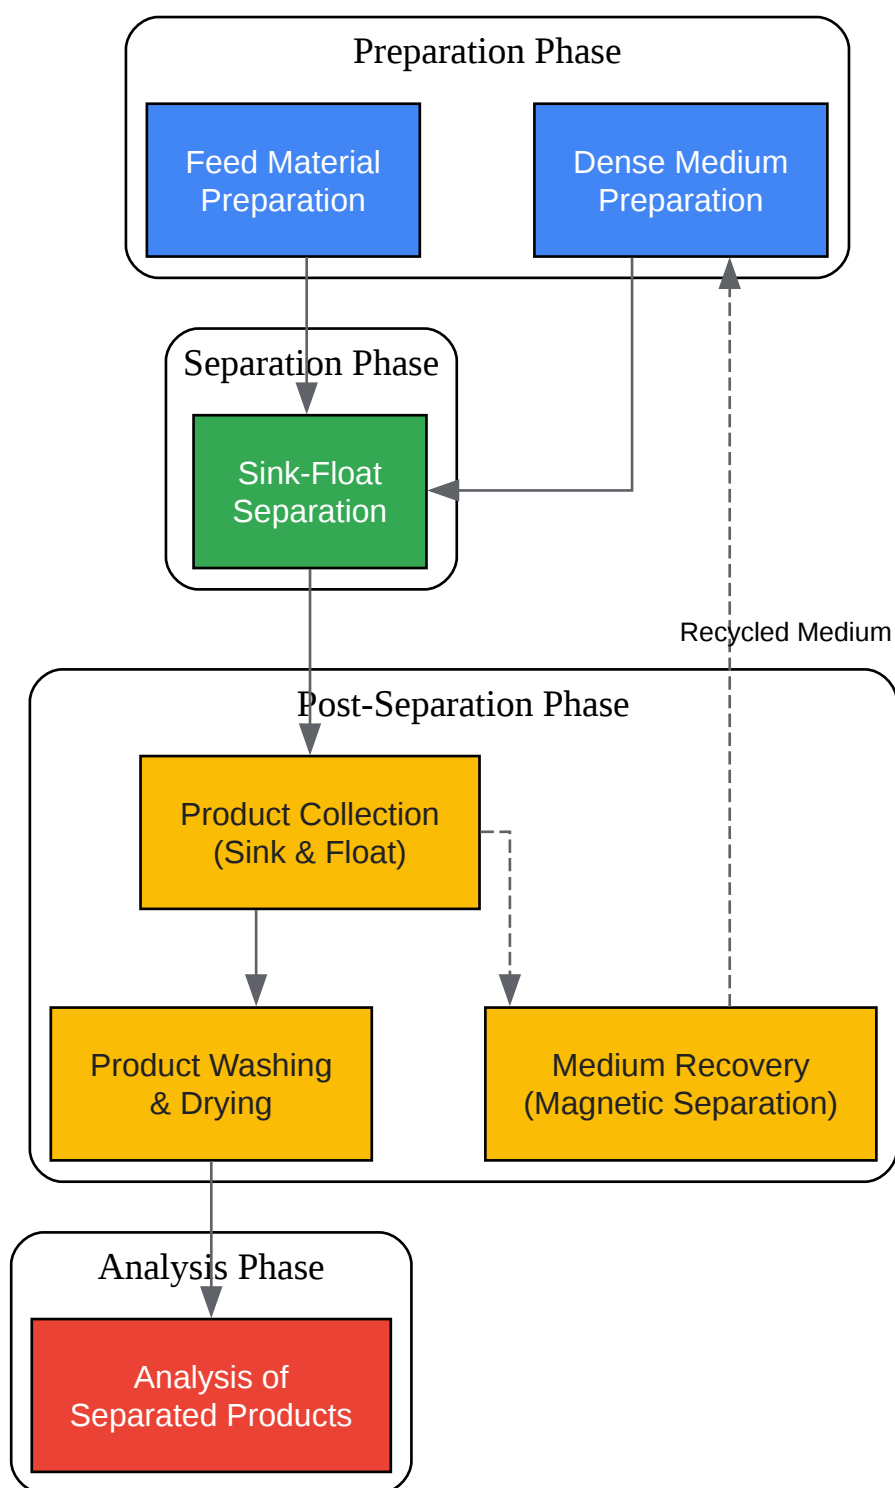 Preparation Phase
Feed Material
Preparation
Dense Medium
Preparation
Separation Phase
Sink-Float
Separation
Recycled Medium
Post-Separation Phase
Product Collection
(Sink & Float)
Product Washing
& Drying
Medium Recovery
(Magnetic Separation)
Analysis Phase
Analysis of
Separated Products